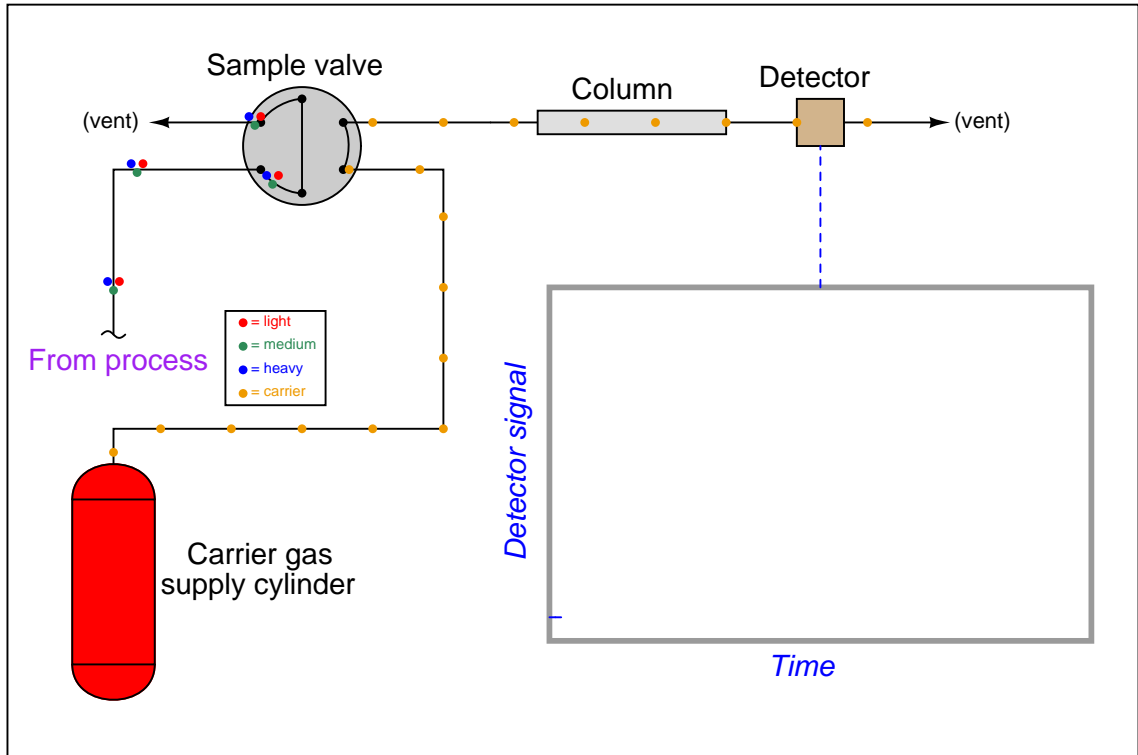 Sample valve
Column
Detector
(vent)
(vent)
= light
= medium
= heavy
= carrier
From process
Detector signal
Carrier gas
supply cylinder
Time